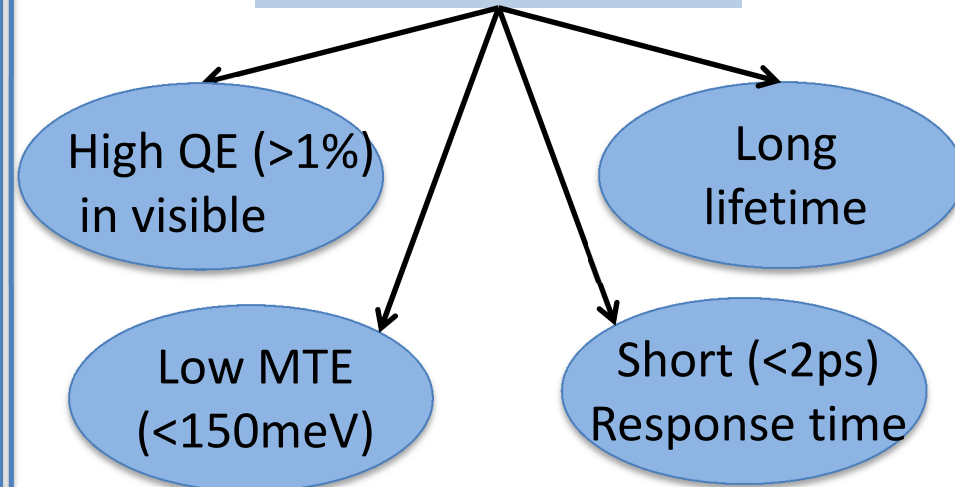 High QE (>1%)
in visible
Long
lifetime
Low MTE
(<150meV)
Short (<2ps)
Response time